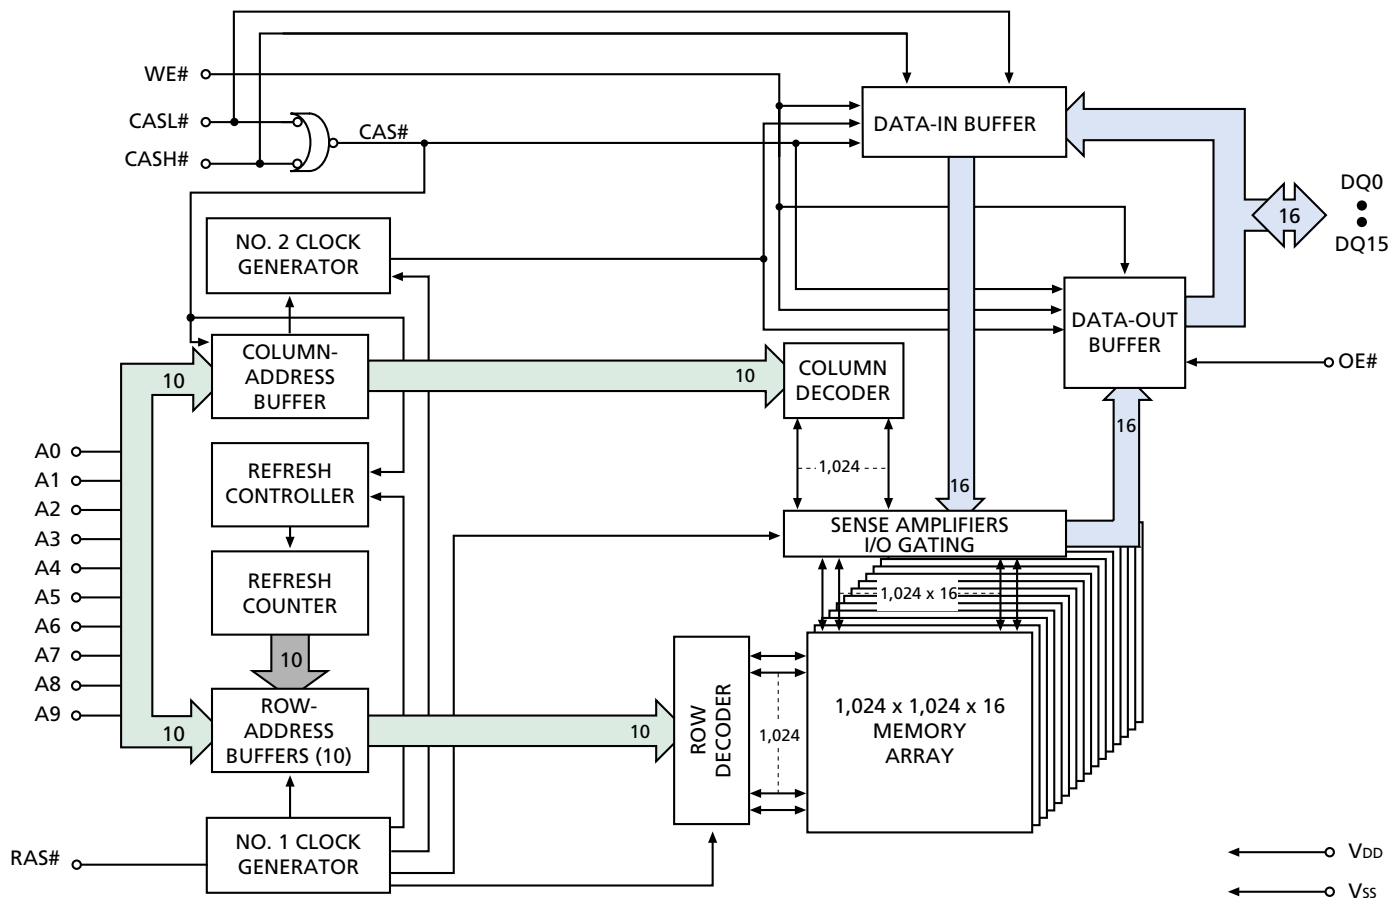 WE#
CASL#
CASH#
CAS#
DATA-IN BUFFER
DQ0
16
DQ15
NO. 2 CLOCK
GENERATOR
DATA-OUT
BUFFER
OE#
COLUMN-
ADDRESS
BUFFER
10
10
COLUMN
DECODER
16
1,024
16
A0
A1
A2
A3
A4
A5
A6
A7
A8
A9
REFRESH
CONTROLLER
REFRESH
COUNTER
10
SENSE AMPLIFIERS
I/O GATING
1,024 x 16
ROW-
ADDRESS
BUFFERS (10)
10
10
ROW
DECODER
1,024
1,024 x 1,024 x 16
MEMORY
ARRAY
RAS#
NO. 1 CLOCK
GENERATOR
VDD
VSS